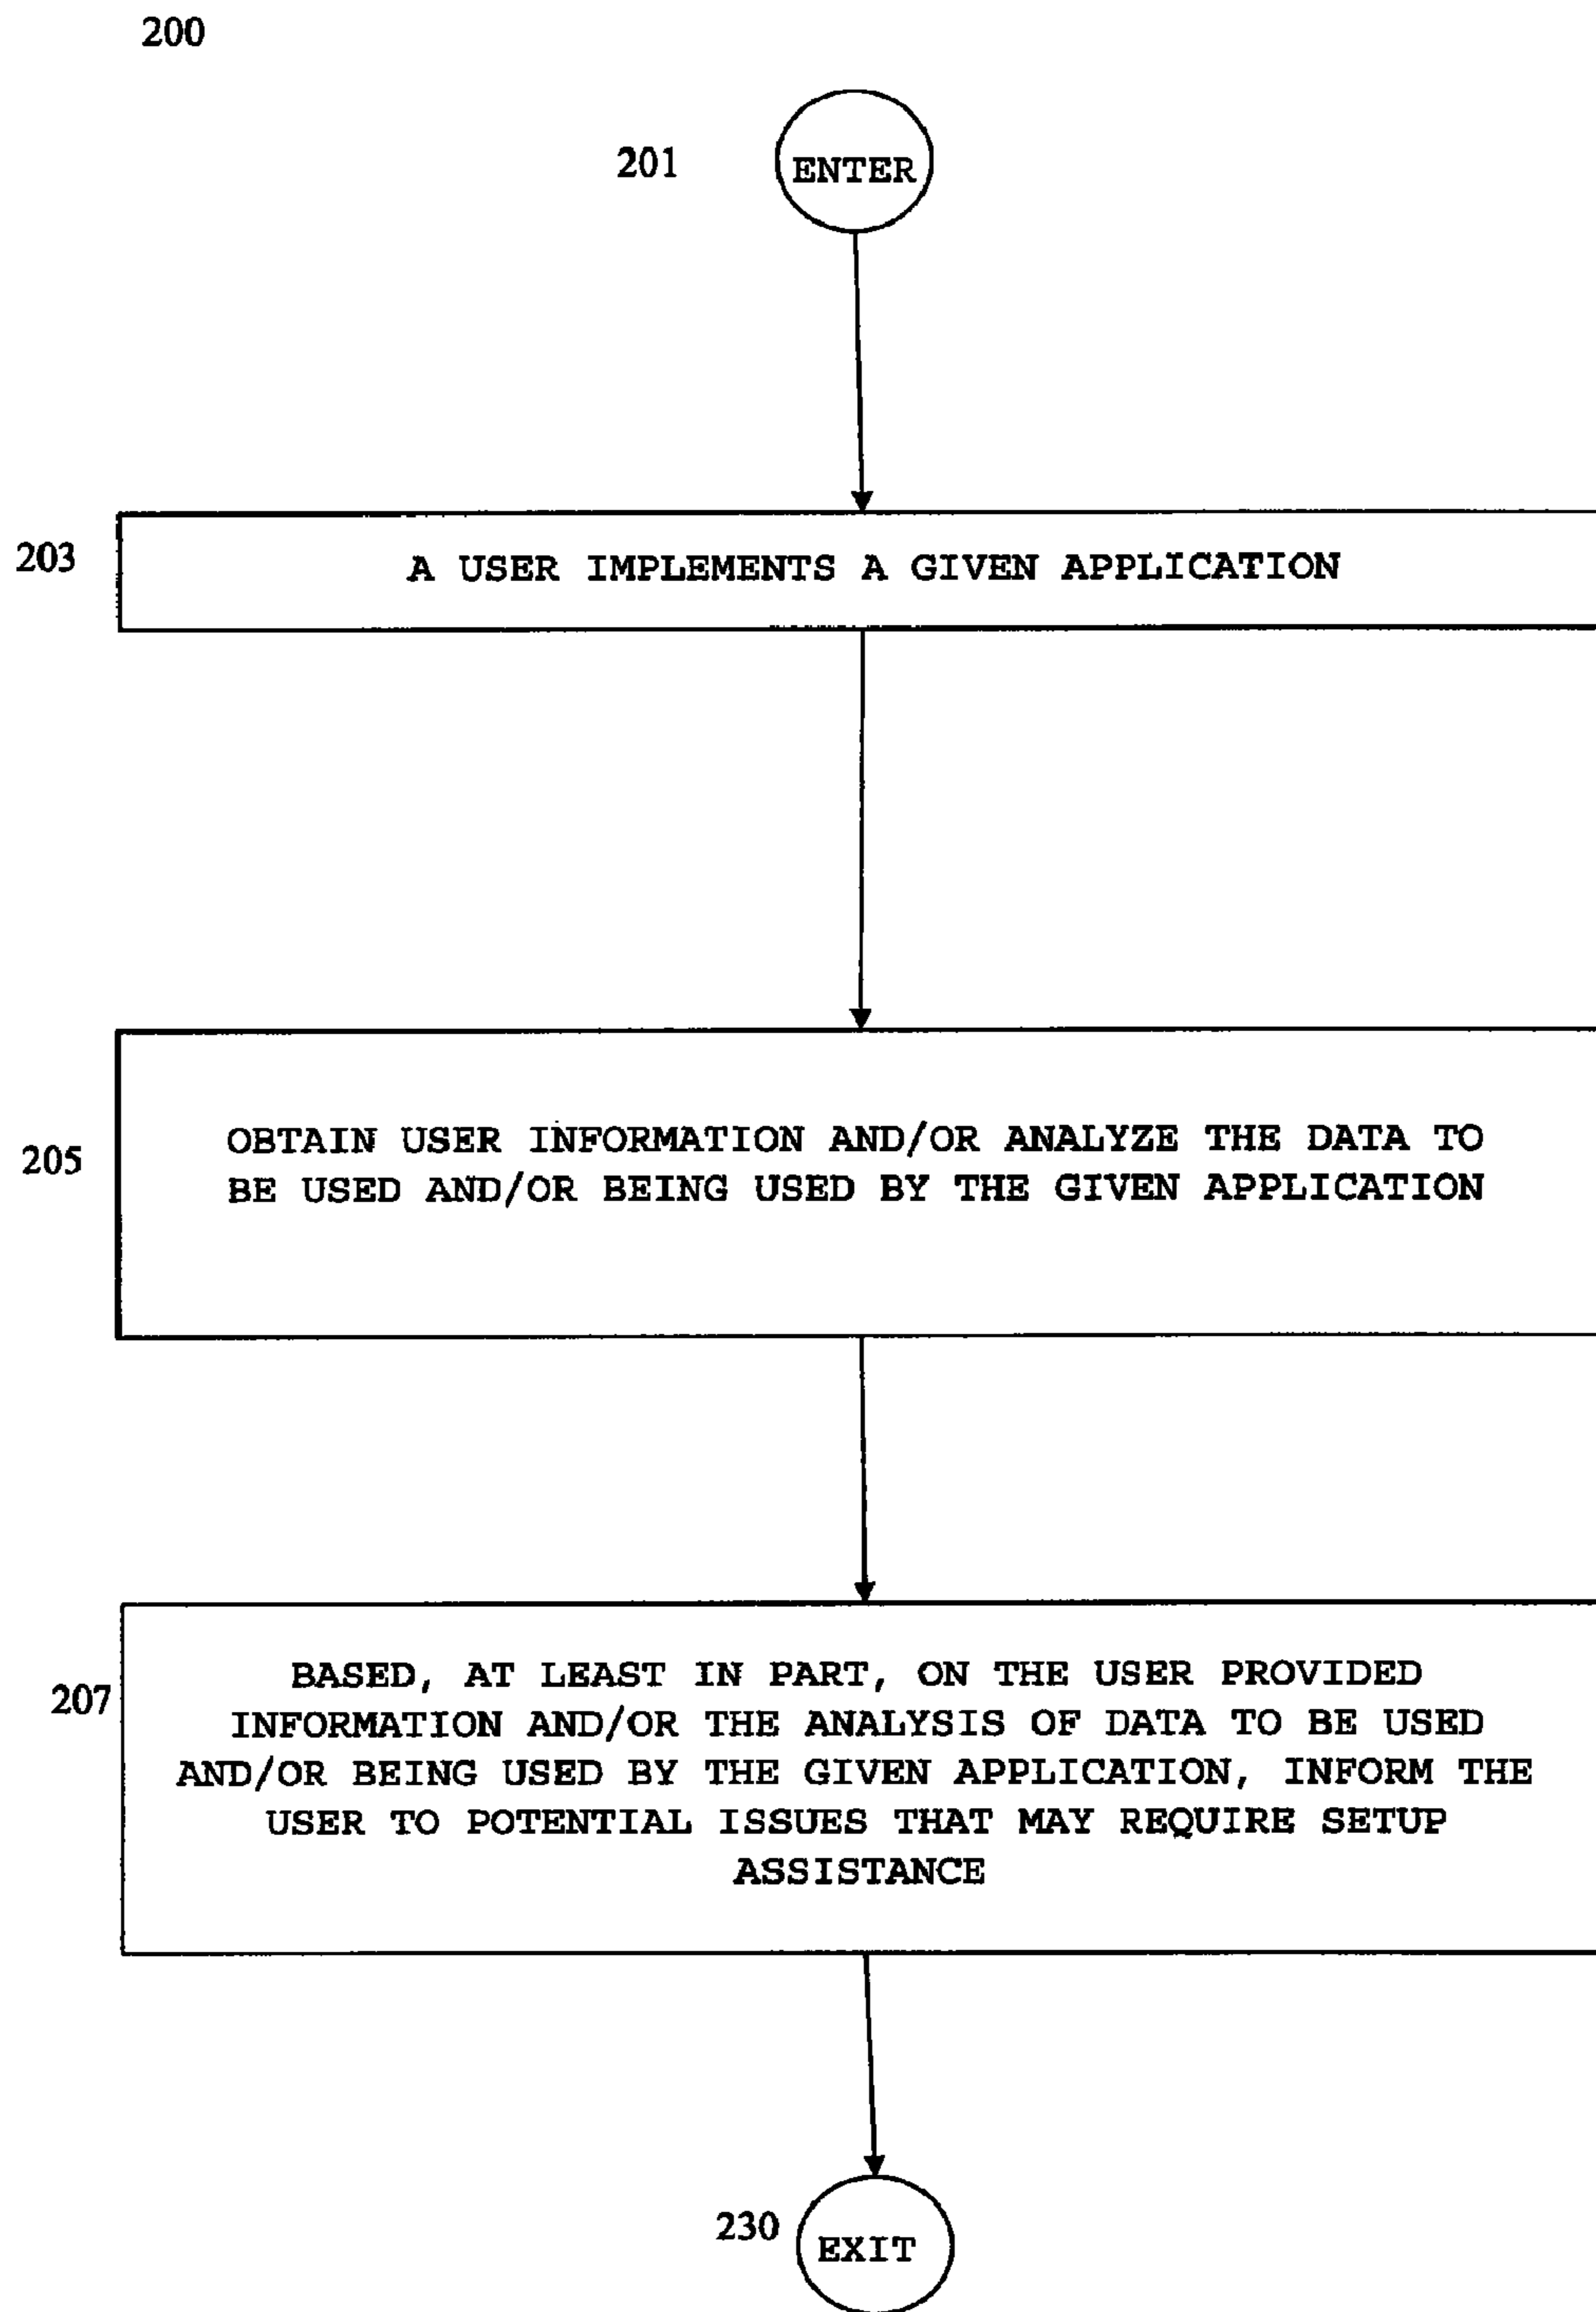 200
201
ENTER
203
A USER IMPLEMENTS A GIVEN APPLICATION
205
OBTAIN USER INFORMATION AND/OR ANALYZE THE DATA TO
BE USED AND/OR BEING USED BY THE GIVEN APPLICATION
207
BASED, AT LEAST IN PART, ON THE USER PROVIDED
INFORMATION AND/OR THE ANALYSIS OF DATA TO BE USED
AND/OR BEING USED BY THE GIVEN APPLICATION, INFORM THE
USER TO POTENTIAL ISSUES THAT MAY REQUIRE SETUP
ASSISTANCE
230
EXIT